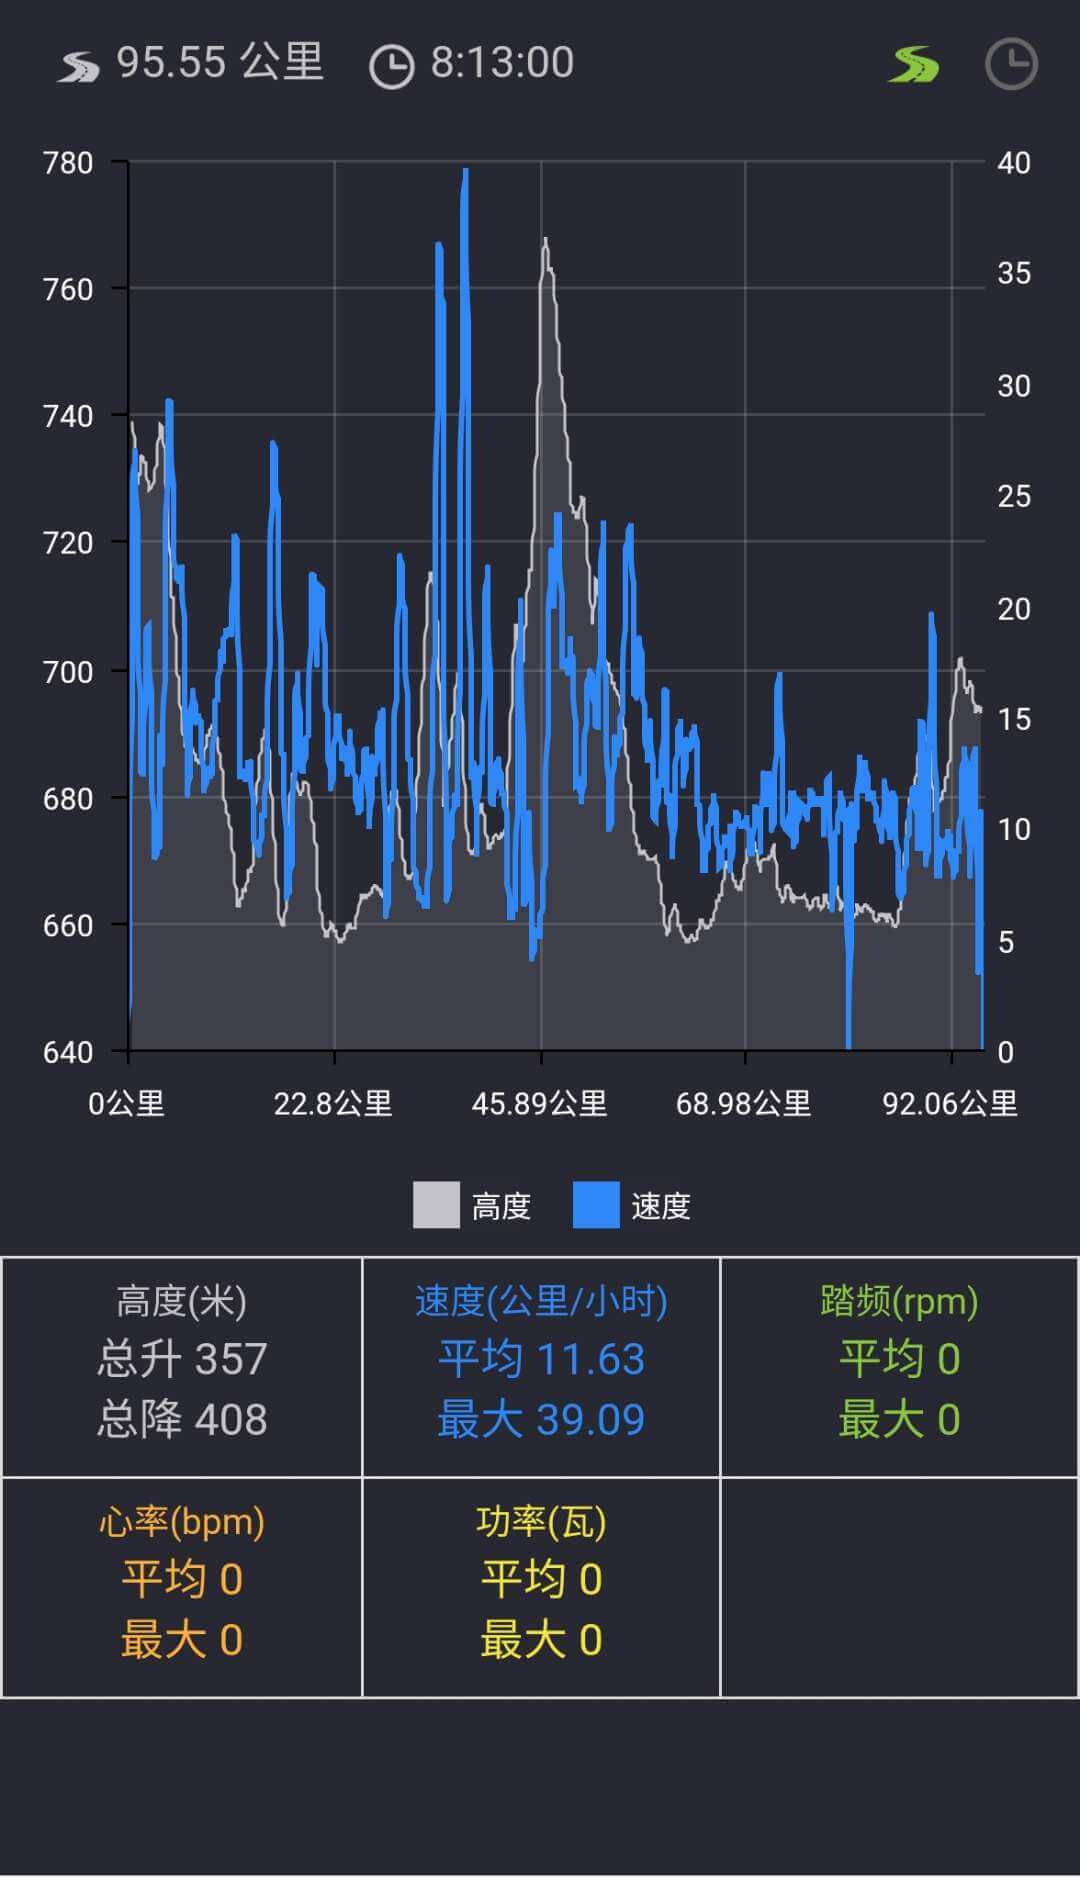 95.55 公里 8:13:00
780 40
760 35
740 30
720 25
700 20
680 15
660 10
640 5
0
0公里 22.8公里 45.89公里 68.98公里 92.06公里
高度 速度
高度(米)
总升 357
总降 408
速度(公里/小时)
平均 11.63
最大 39.09
踏频(rpm)
平均 0
最大 0
心率(bpm)
平均 0
最大 0
功率(瓦)
平均 0
最大 0